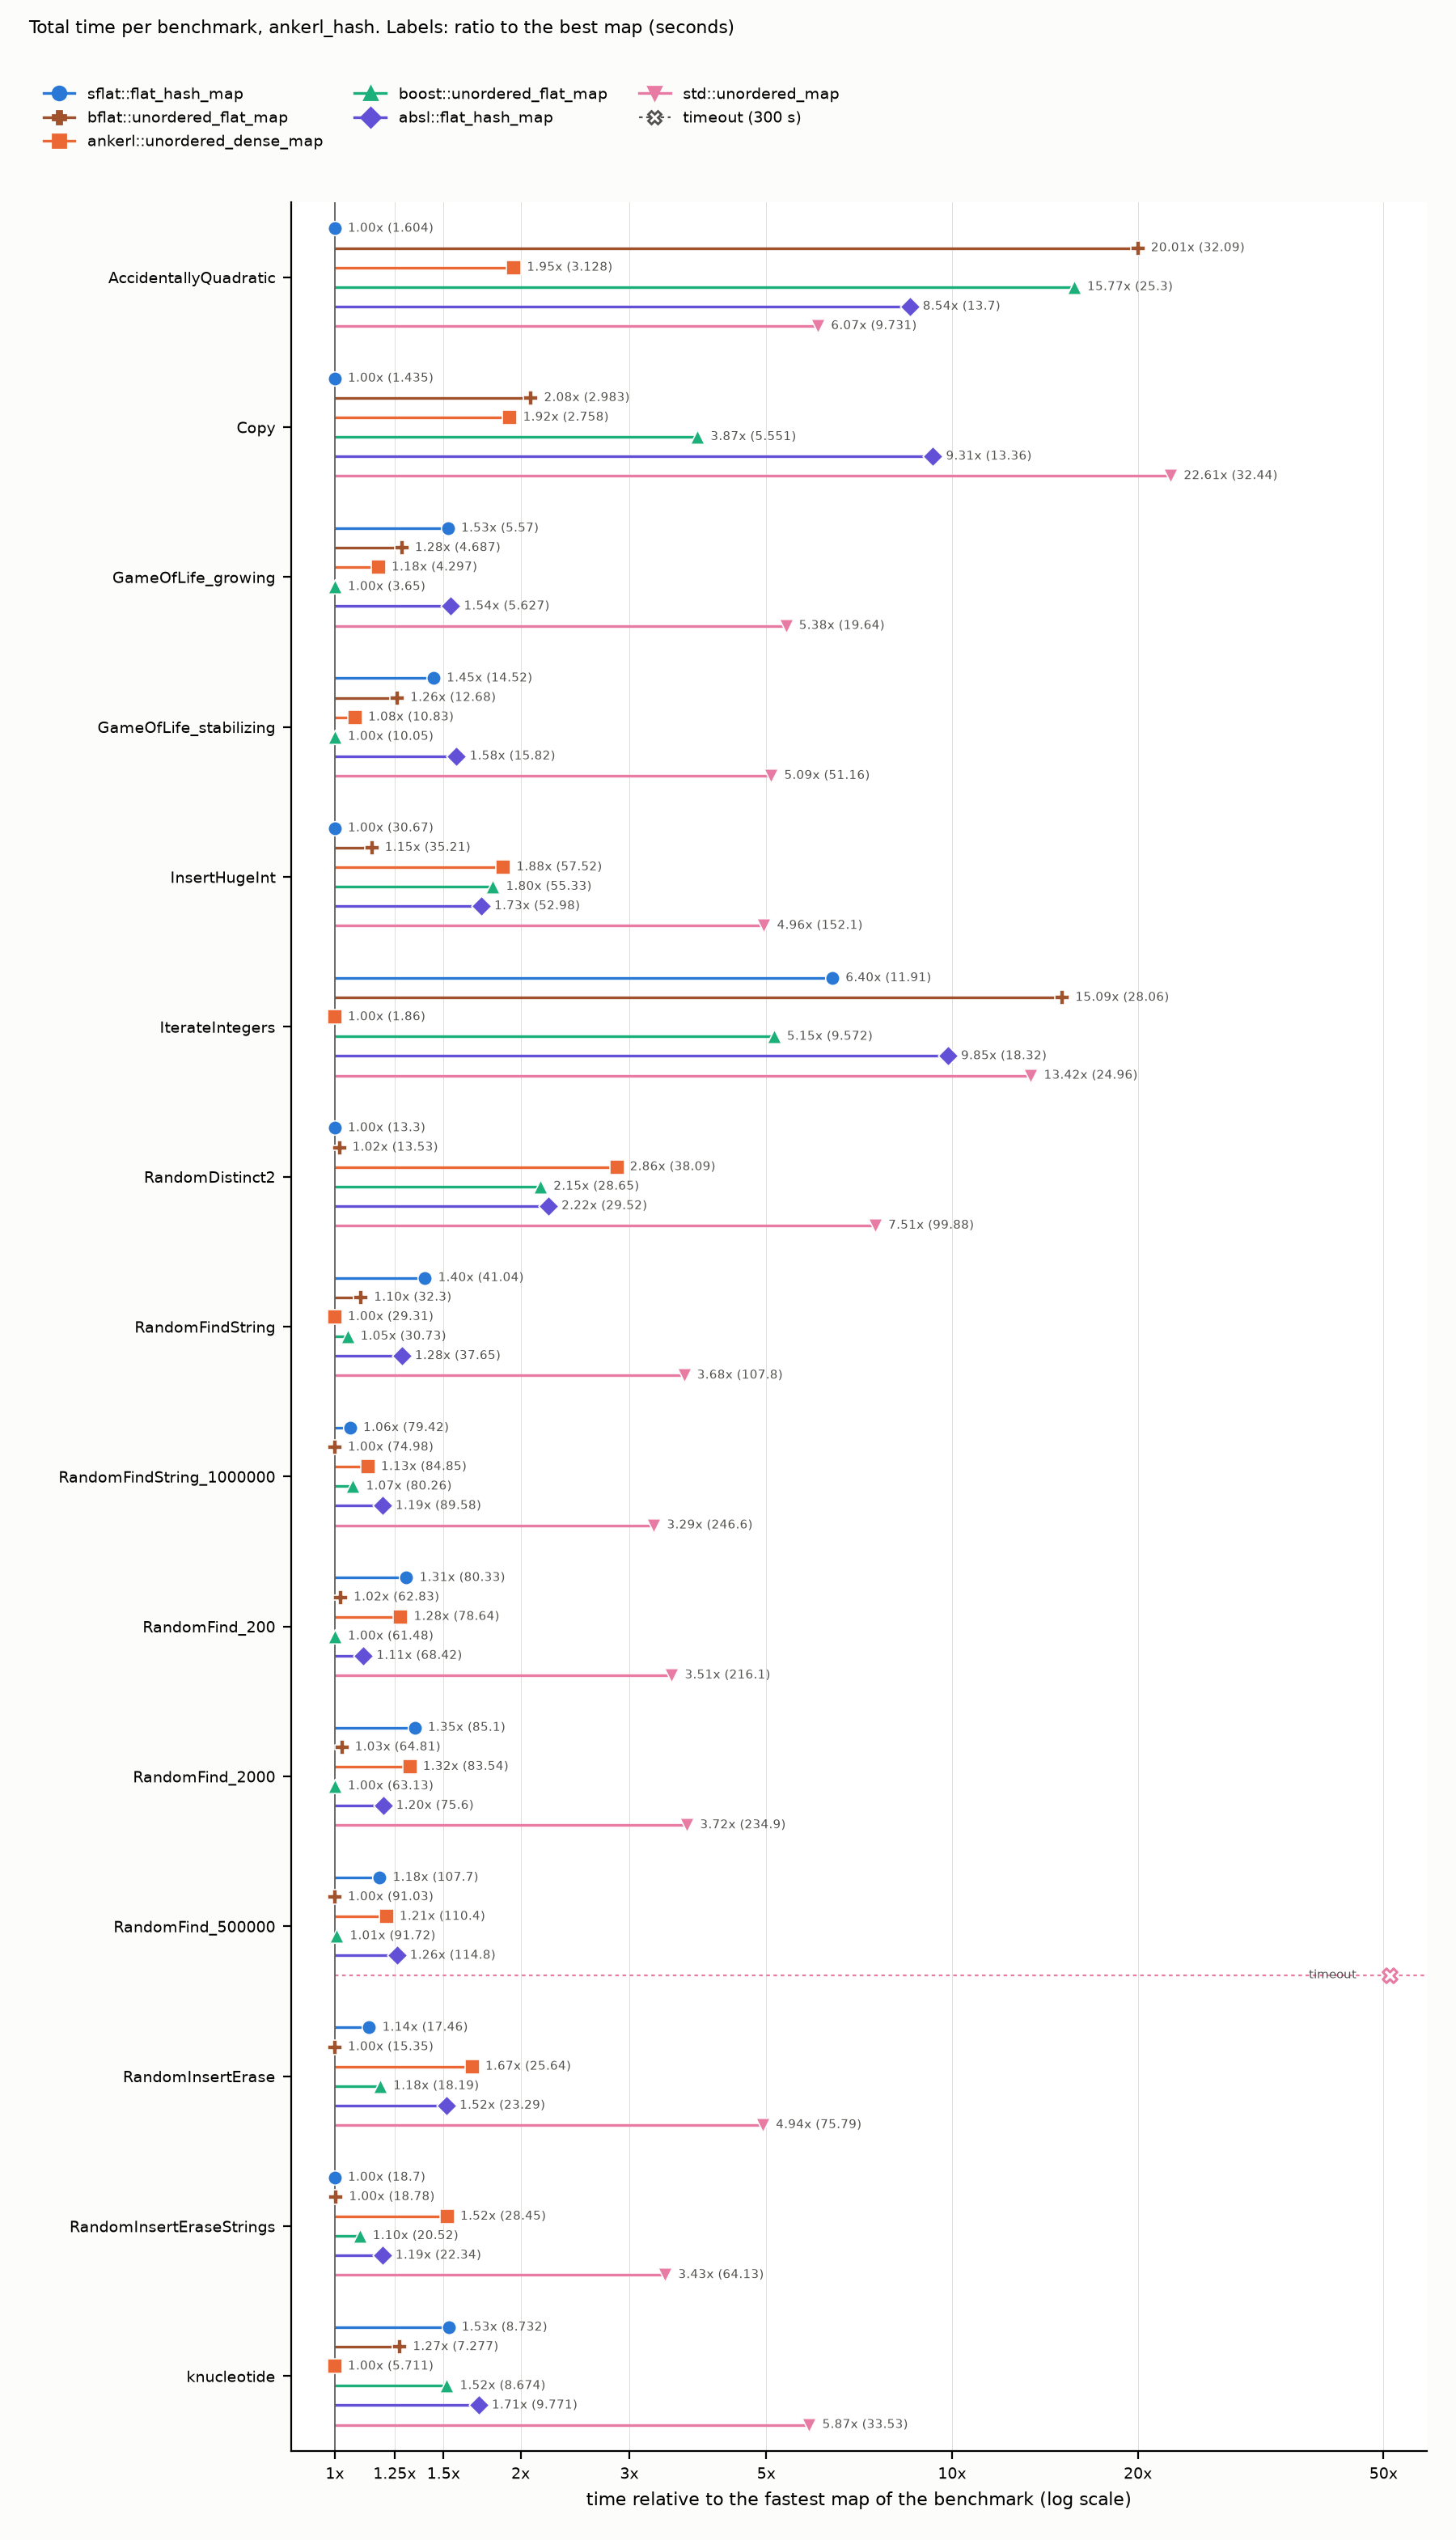 Total time per benchmark, ankerl_hash. Labels: ratio to the best map (seconds)
sflat::flat_hash_map
bflat::unordered_flat_map
ankerl::unordered_dense_map
boost::unordered_flat_map
absl::flat_hash_map
std::unordered_map
timeout (300 s)
AccidentallyQuadratic
1.00x (1.604)
20.01x (32.09)
1.95x (3.128)
15.77x (25.3)
8.54x (13.7)
6.07x (9.731)
Copy
1.00x (1.435)
2.08x (2.983)
1.92x (2.758)
3.87x (5.551)
9.31x (13.36)
22.61x (32.44)
GameOfLife_growing
1.53x (5.57)
1.28x (4.687)
1.18x (4.297)
1.00x (3.65)
1.54x (5.627)
5.38x (19.64)
GameOfLife_stabilizing
1.45x (14.52)
1.26x (12.68)
1.08x (10.83)
1.00x (10.05)
1.58x (15.82)
5.09x (51.16)
InsertHugeInt
1.00x (30.67)
1.15x (35.21)
1.88x (57.52)
1.80x (55.33)
1.73x (52.98)
4.96x (152.1)
IterateIntegers
6.40x (11.91)
15.09x (28.06)
1.00x (1.86)
5.15x (9.572)
9.85x (18.32)
13.42x (24.96)
RandomDistinct2
1.00x (13.3)
1.02x (13.53)
2.86x (38.09)
2.15x (28.65)
2.22x (29.52)
7.51x (99.88)
RandomFindString
1.40x (41.04)
1.10x (32.3)
1.00x (29.31)
1.05x (30.73)
1.28x (37.65)
3.68x (107.8)
RandomFindString_1000000
1.06x (79.42)
1.00x (74.98)
1.13x (84.85)
1.07x (80.26)
1.19x (89.58)
3.29x (246.6)
RandomFind_200
1.31x (80.33)
1.02x (62.83)
1.28x (78.64)
1.00x (61.48)
1.11x (68.42)
3.51x (216.1)
RandomFind_2000
1.35x (85.1)
1.03x (64.81)
1.32x (83.54)
1.00x (63.13)
1.20x (75.6)
3.72x (234.9)
RandomFind_500000
1.18x (107.7)
1.00x (91.03)
1.21x (110.4)
1.01x (91.72)
1.26x (114.8)
timeout
RandomInsertErase
1.14x (17.46)
1.00x (15.35)
1.67x (25.64)
1.18x (18.19)
1.52x (23.29)
4.94x (75.79)
RandomInsertEraseStrings
1.00x (18.7)
1.00x (18.78)
1.52x (28.45)
1.10x (20.52)
1.19x (22.34)
3.43x (64.13)
knucleotide
1.53x (8.732)
1.27x (7.277)
1.00x (5.711)
1.52x (8.674)
1.71x (9.771)
5.87x (33.53)
1x 1.25x 1.5x 2x 3x 5x 10x 20x 50x
time relative to the fastest map of the benchmark (log scale)